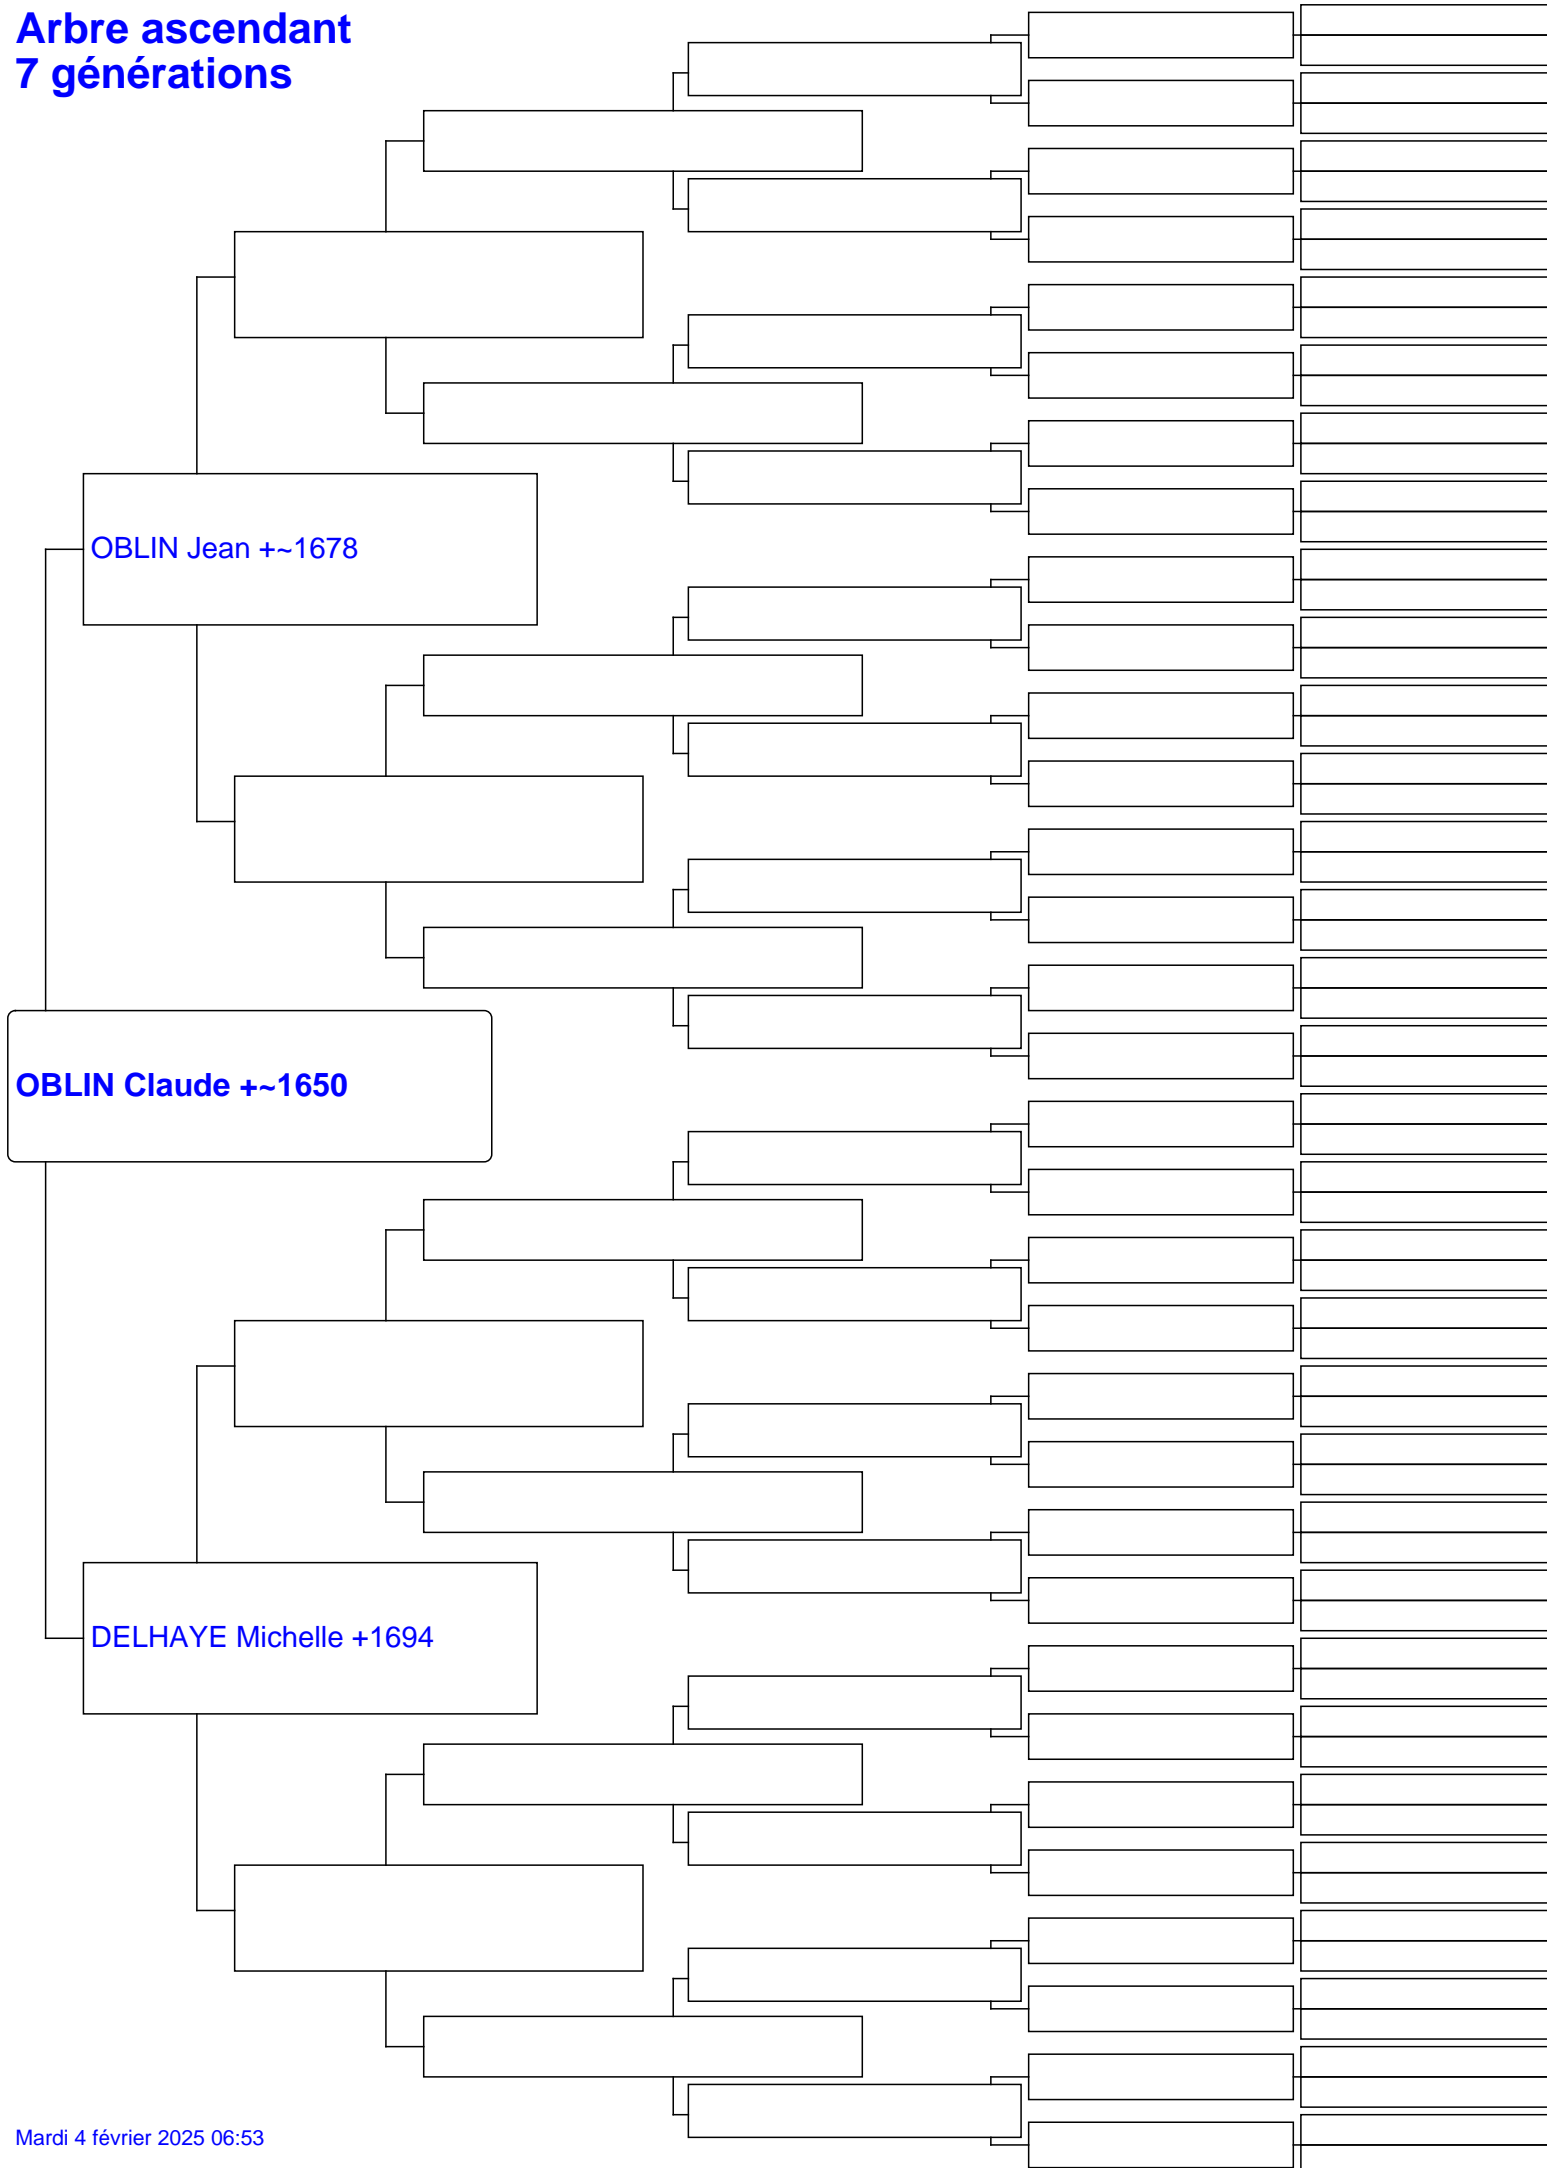 Arbre ascendant
7 générations
OBLIN Jean +~1678
OBLIN Claude +~1650
DELHAYE Michelle +1694
Mardi 4 février 2025 06:53